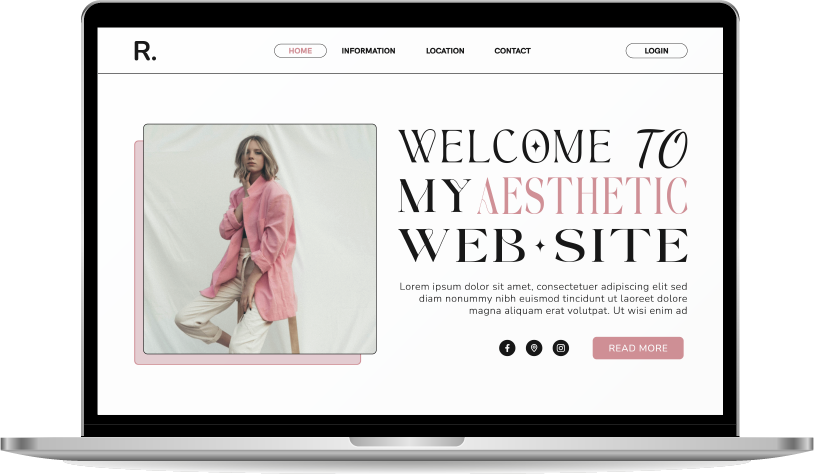 R.
HOME INFORMATION LOCATION CONTACT LOGIN
WELCOME TO
MY AESTHETIC
WEB SITE
Lorem ipsum dolor sit amet, consectetuer adipiscing elit sed
diam nonummy nibh euismod tincidunt ut laoreet dolore
magna aliquam erat volutpat. Ut wisi enim ad
READ MORE